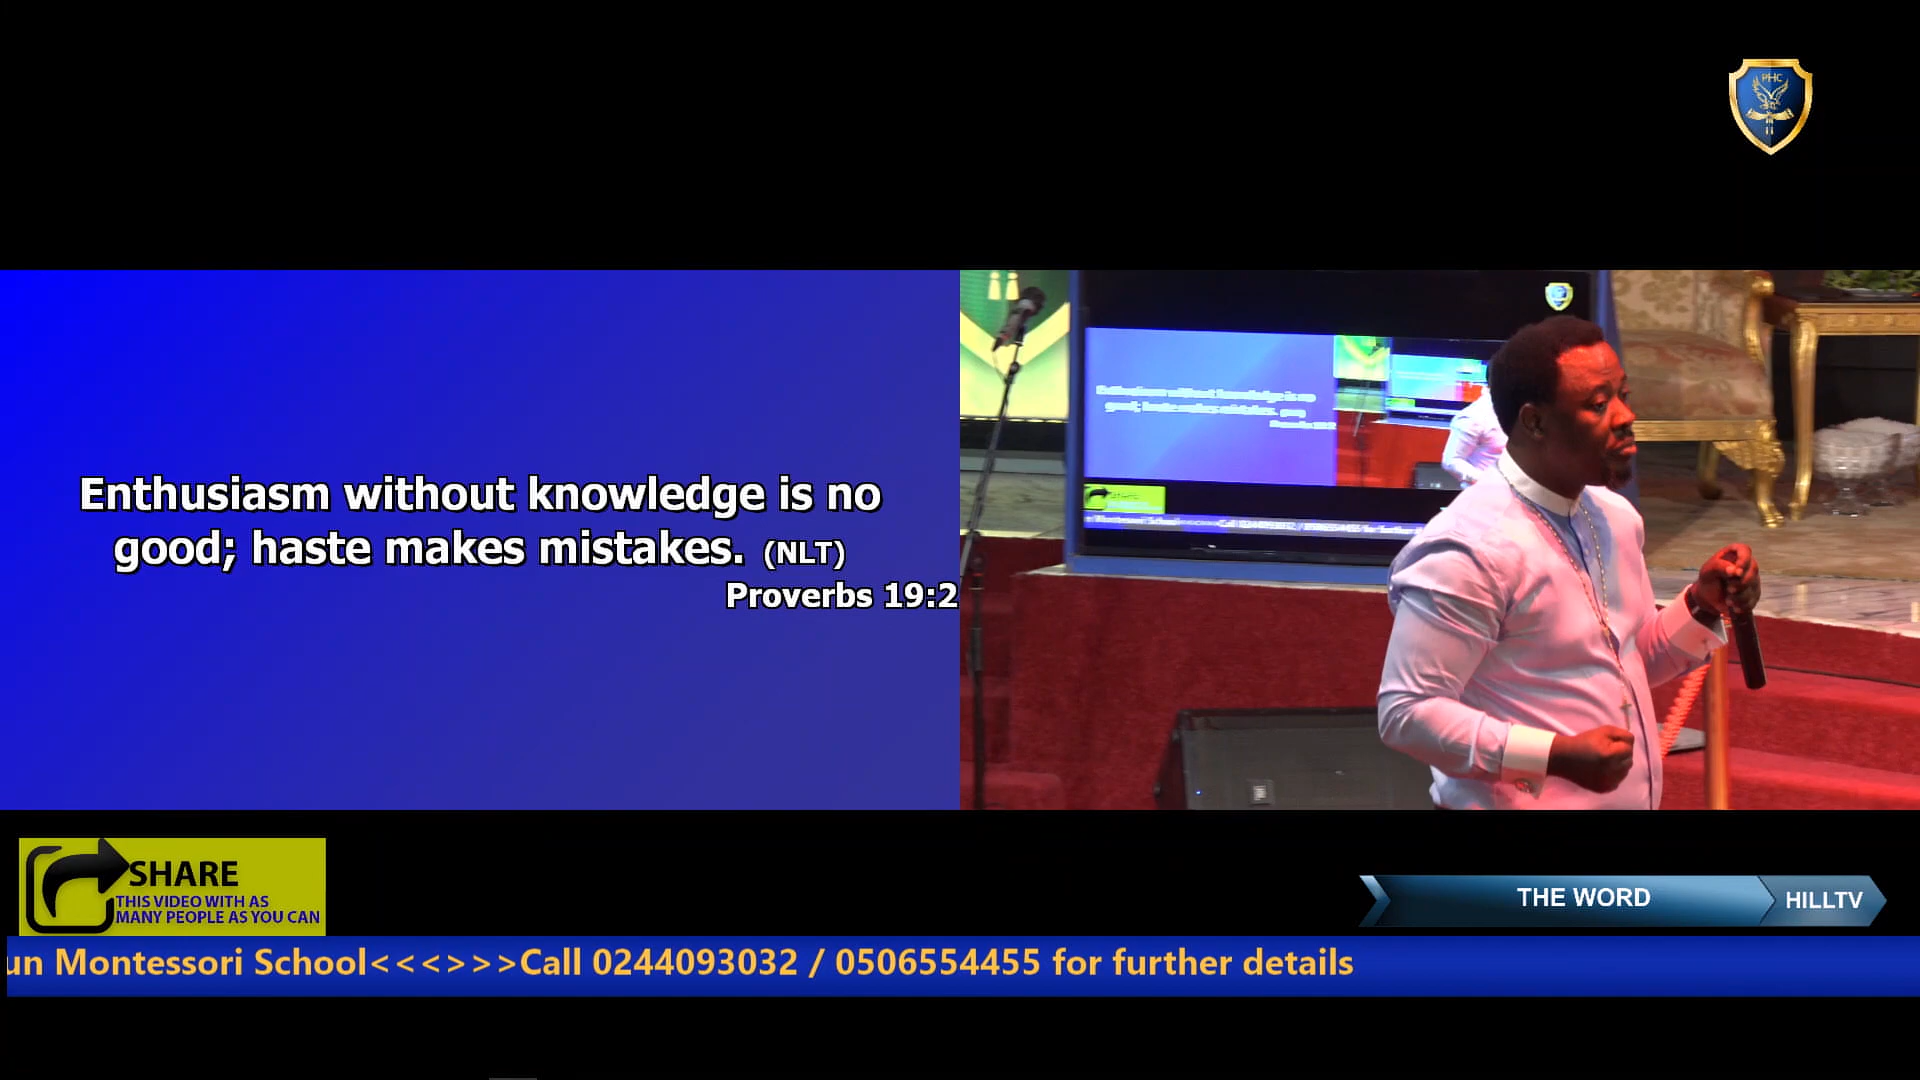 PHC
Enthusiasm without knowledge is no
good; haste makes mistakes. (NLT)
Proverbs 19:2
SHARE
THIS VIDEO WITH AS
MANY PEOPLE AS YOU CAN
THE WORD
HILLTV
un Montessori School<<<>>>Call 0244093032 / 0506554455 for further details